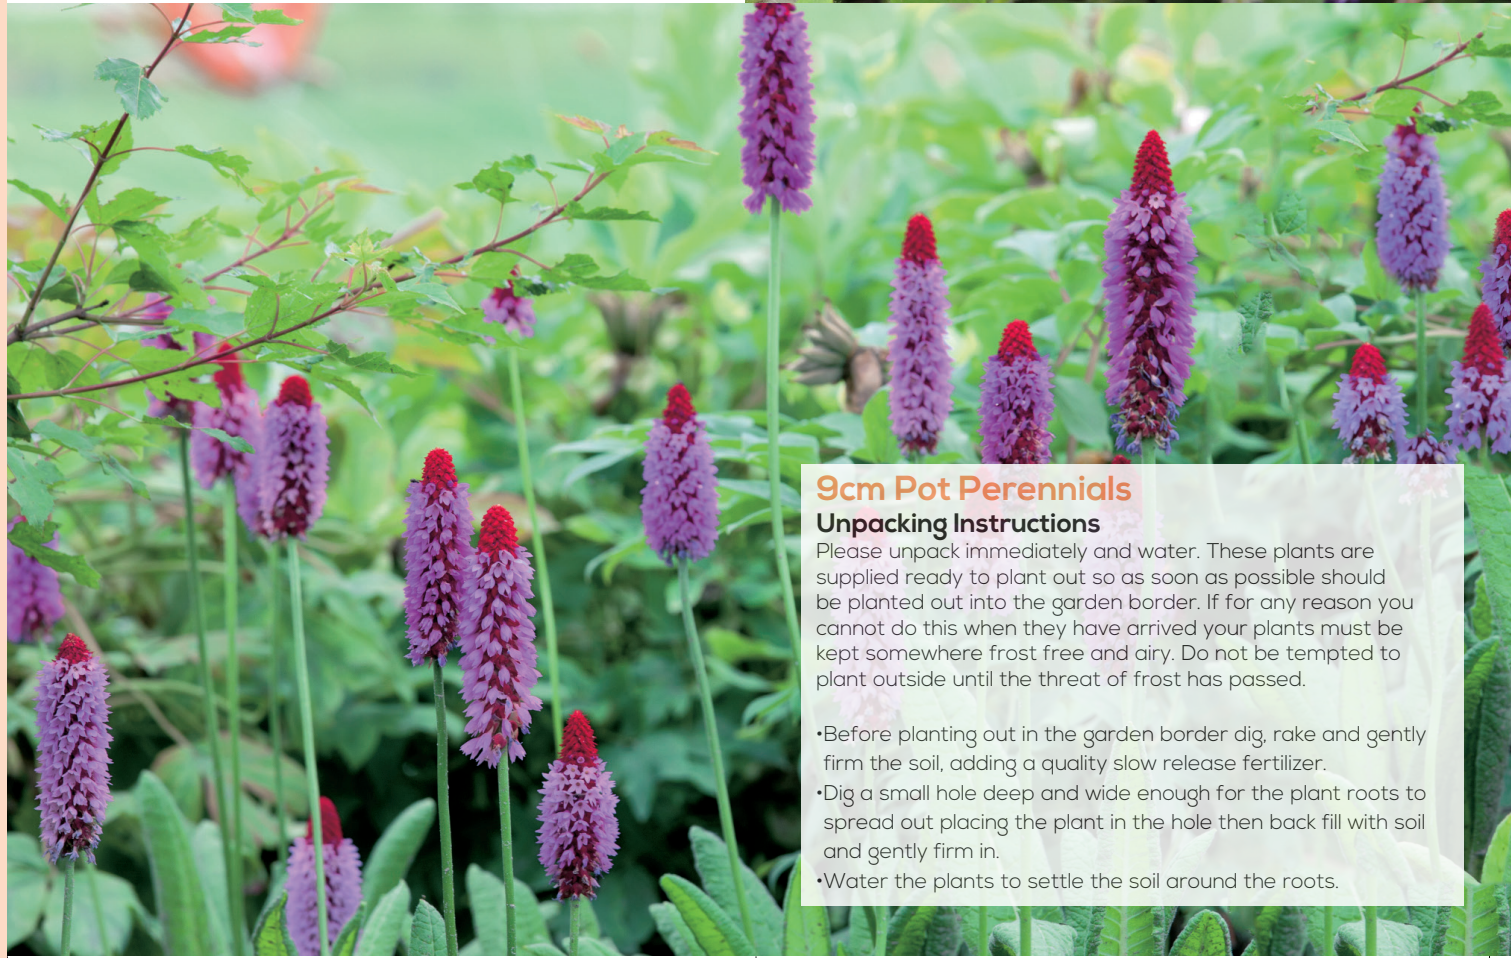 9cm Pot Perennials
Unpacking Instructions
Please unpack immediately and water. These plants are
supplied ready to plant out so as soon as possible should
be planted out into the garden border. If for any reason you
cannot do this when they have arrived your plants must be
kept somewhere frost free and airy. Do not be tempted to
plant outside until the threat of frost has passed.
•Before planting out in the garden border dig, rake and gently
firm the soil, adding a quality slow release fertilizer.
•Dig a small hole deep and wide enough for the plant roots to
spread out placing the plant in the hole then back fill with soil
and gently firm in.
•Water the plants to settle the soil around the roots.